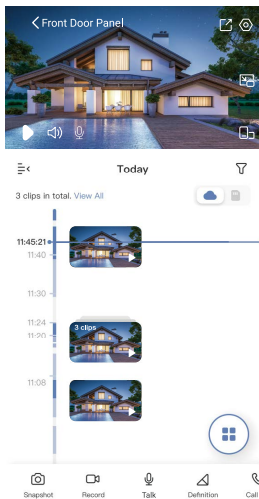 Front Door Panel
Today
3 clips in total. View All
11:45:21
11:40
11:30
11:24
3 clips
11:20
11:08
Snapshot
Record
Talk
Definition
Call